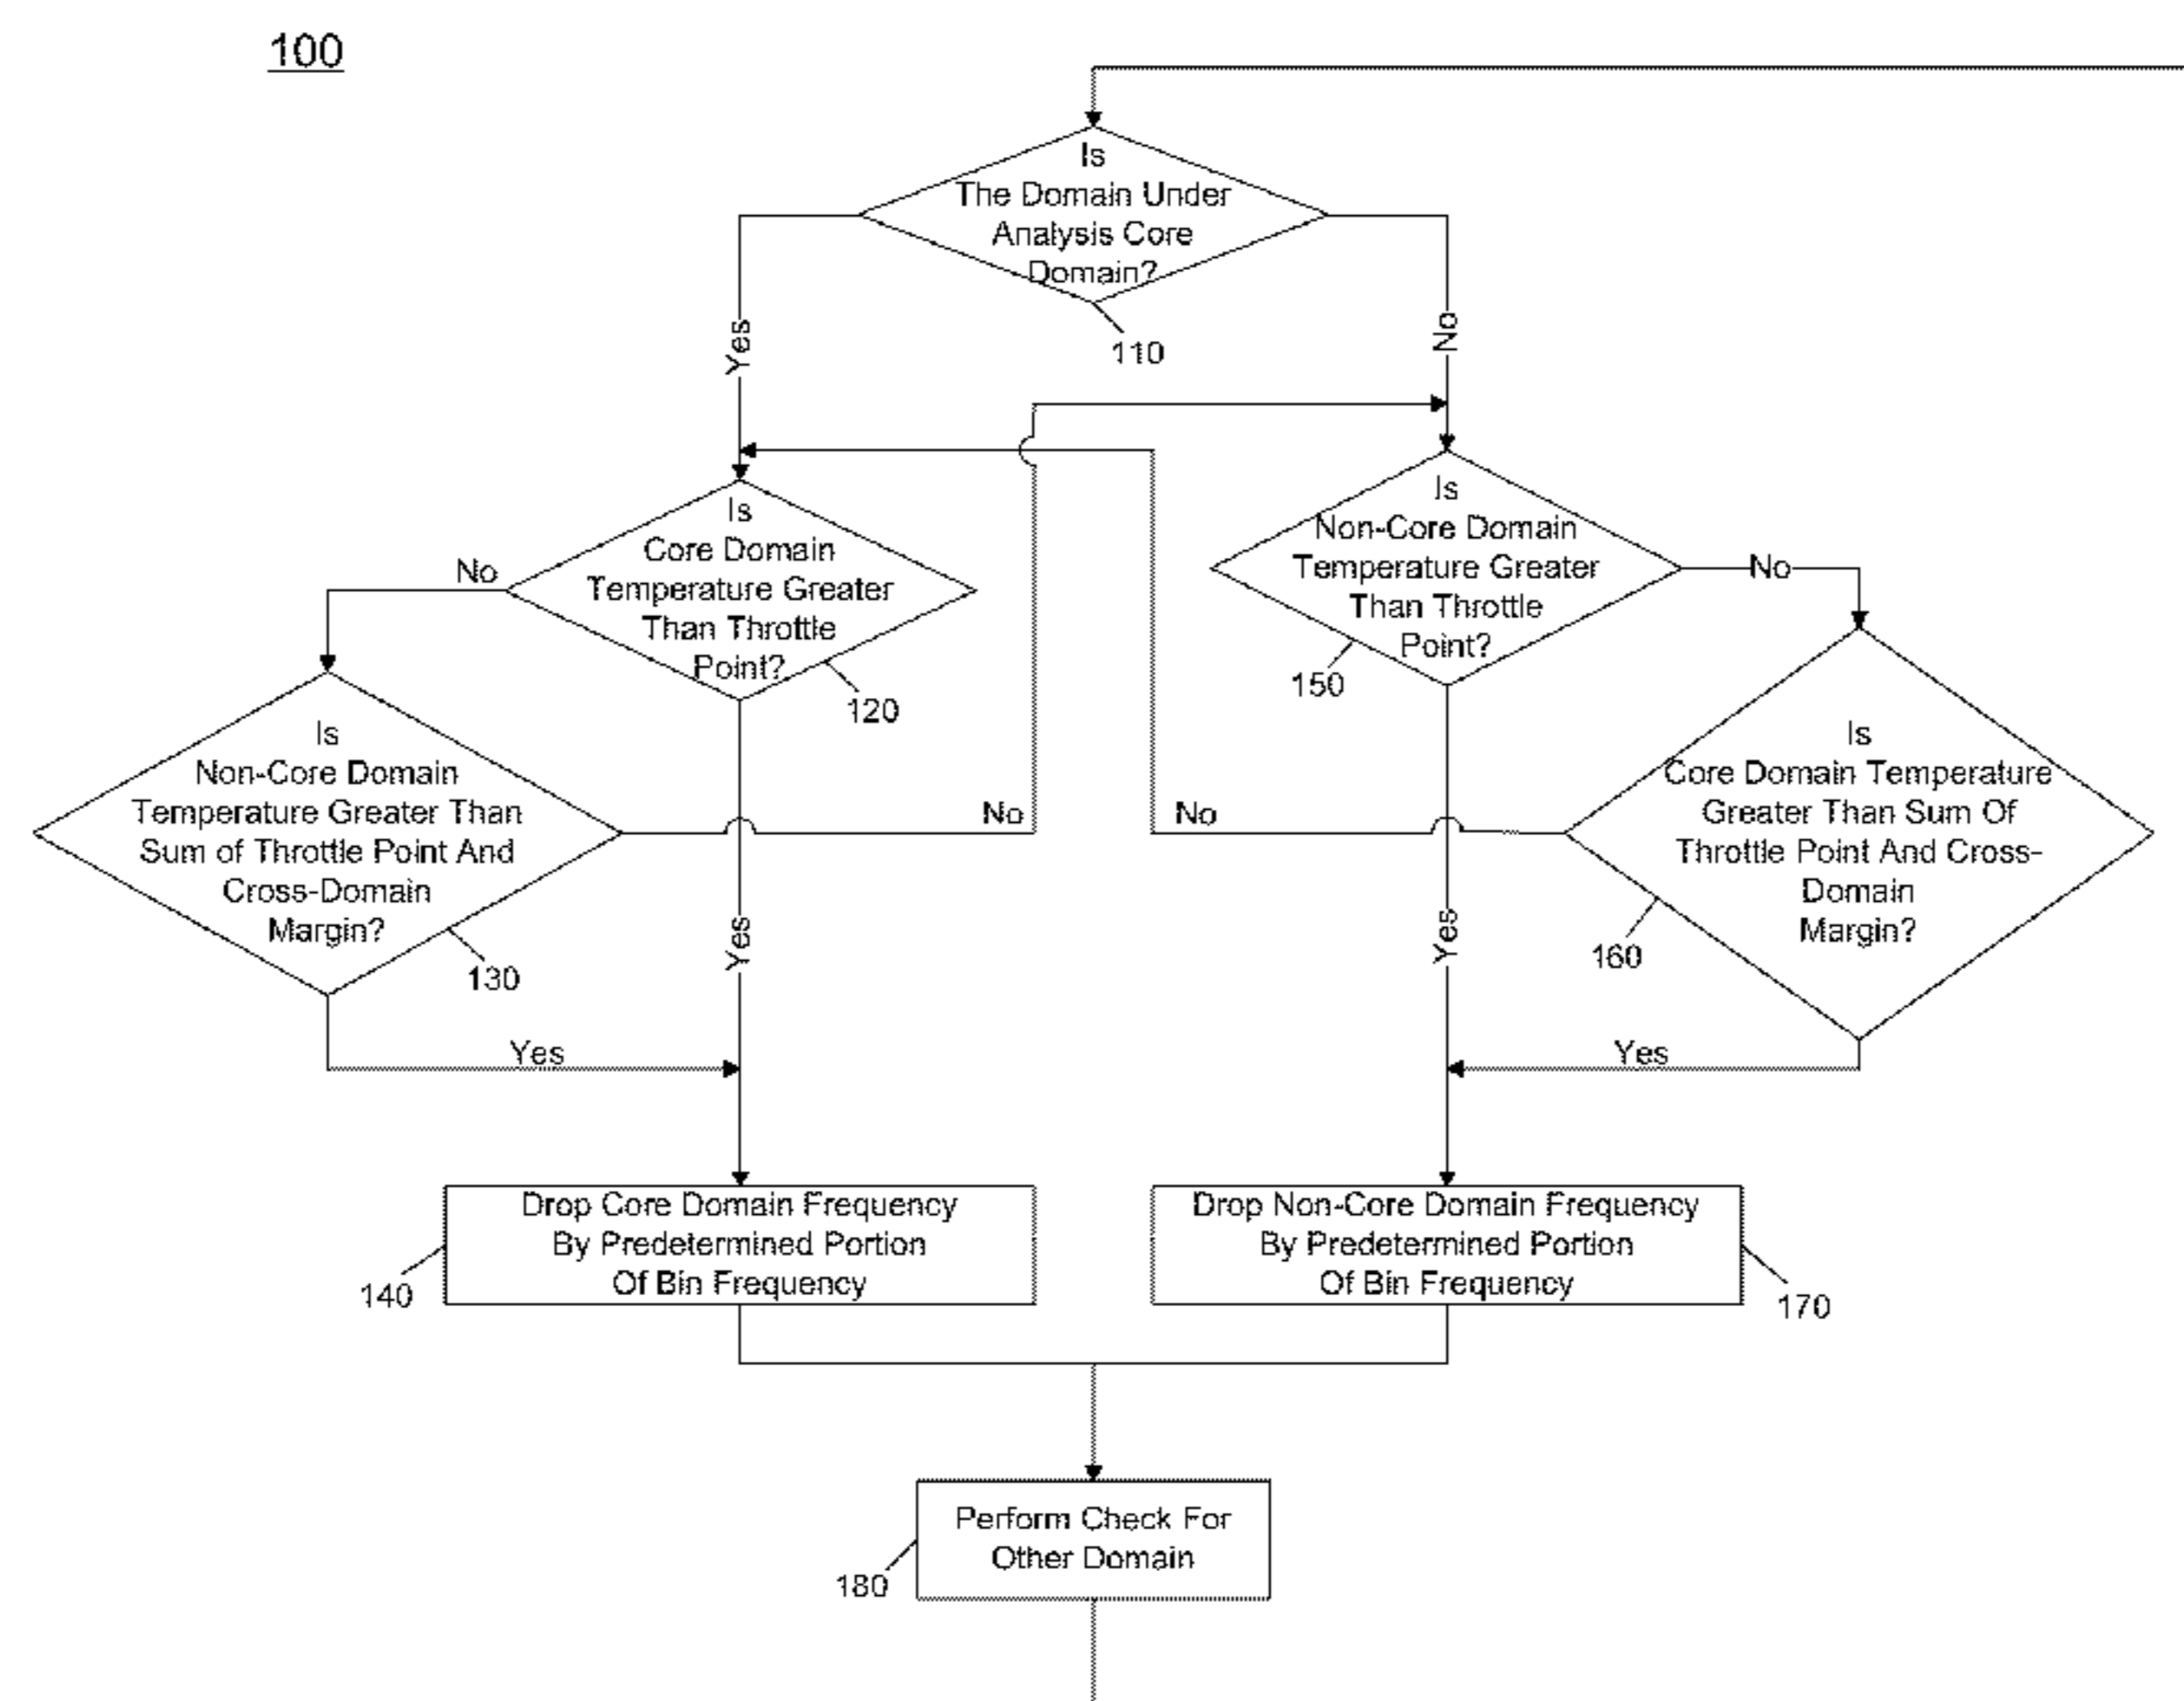 100
Is
The Domain Under
Analysis Core
Domain?
110
Yes
No
Is
Core Domain
Temperature Greater
Than Throttle
Point?
120
No
Is
Non-Core Domain
Temperature Greater
Than Throttle
Point?
150
No
Is
Non-Core Domain
Temperature Greater Than
Sum of Throttle Point And
Cross-Domain
Margin?
130
No
Yes
Yes
No
Is
Core Domain Temperature
Greater Than Sum Of
Throttle Point And Cross-
Domain
Margin?
160
Yes
Yes
Drop Core Domain Frequency
By Predetermined Portion
Of Bin Frequency
140
Drop Non-Core Domain Frequency
By Predetermined Portion
Of Bin Frequency
170
Perform Check For
Other Domain
180